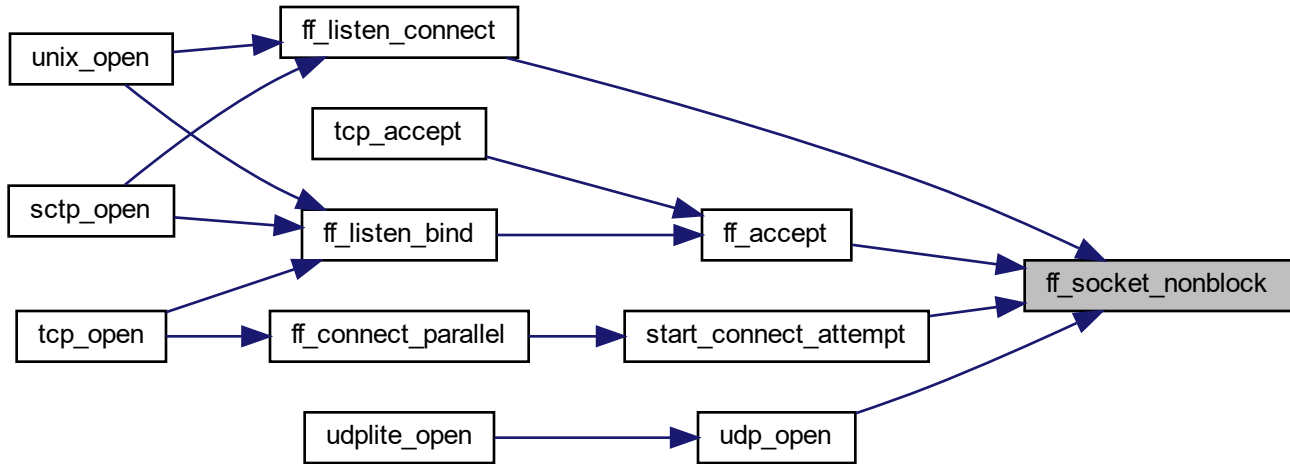 ff_listen_connect
unix_open
tcp_accept
sctp_open
ff_listen_bind
ff_accept
ff_socket_nonblock
tcp_open
ff_connect_parallel
start_connect_attempt
udplite_open
udp_open